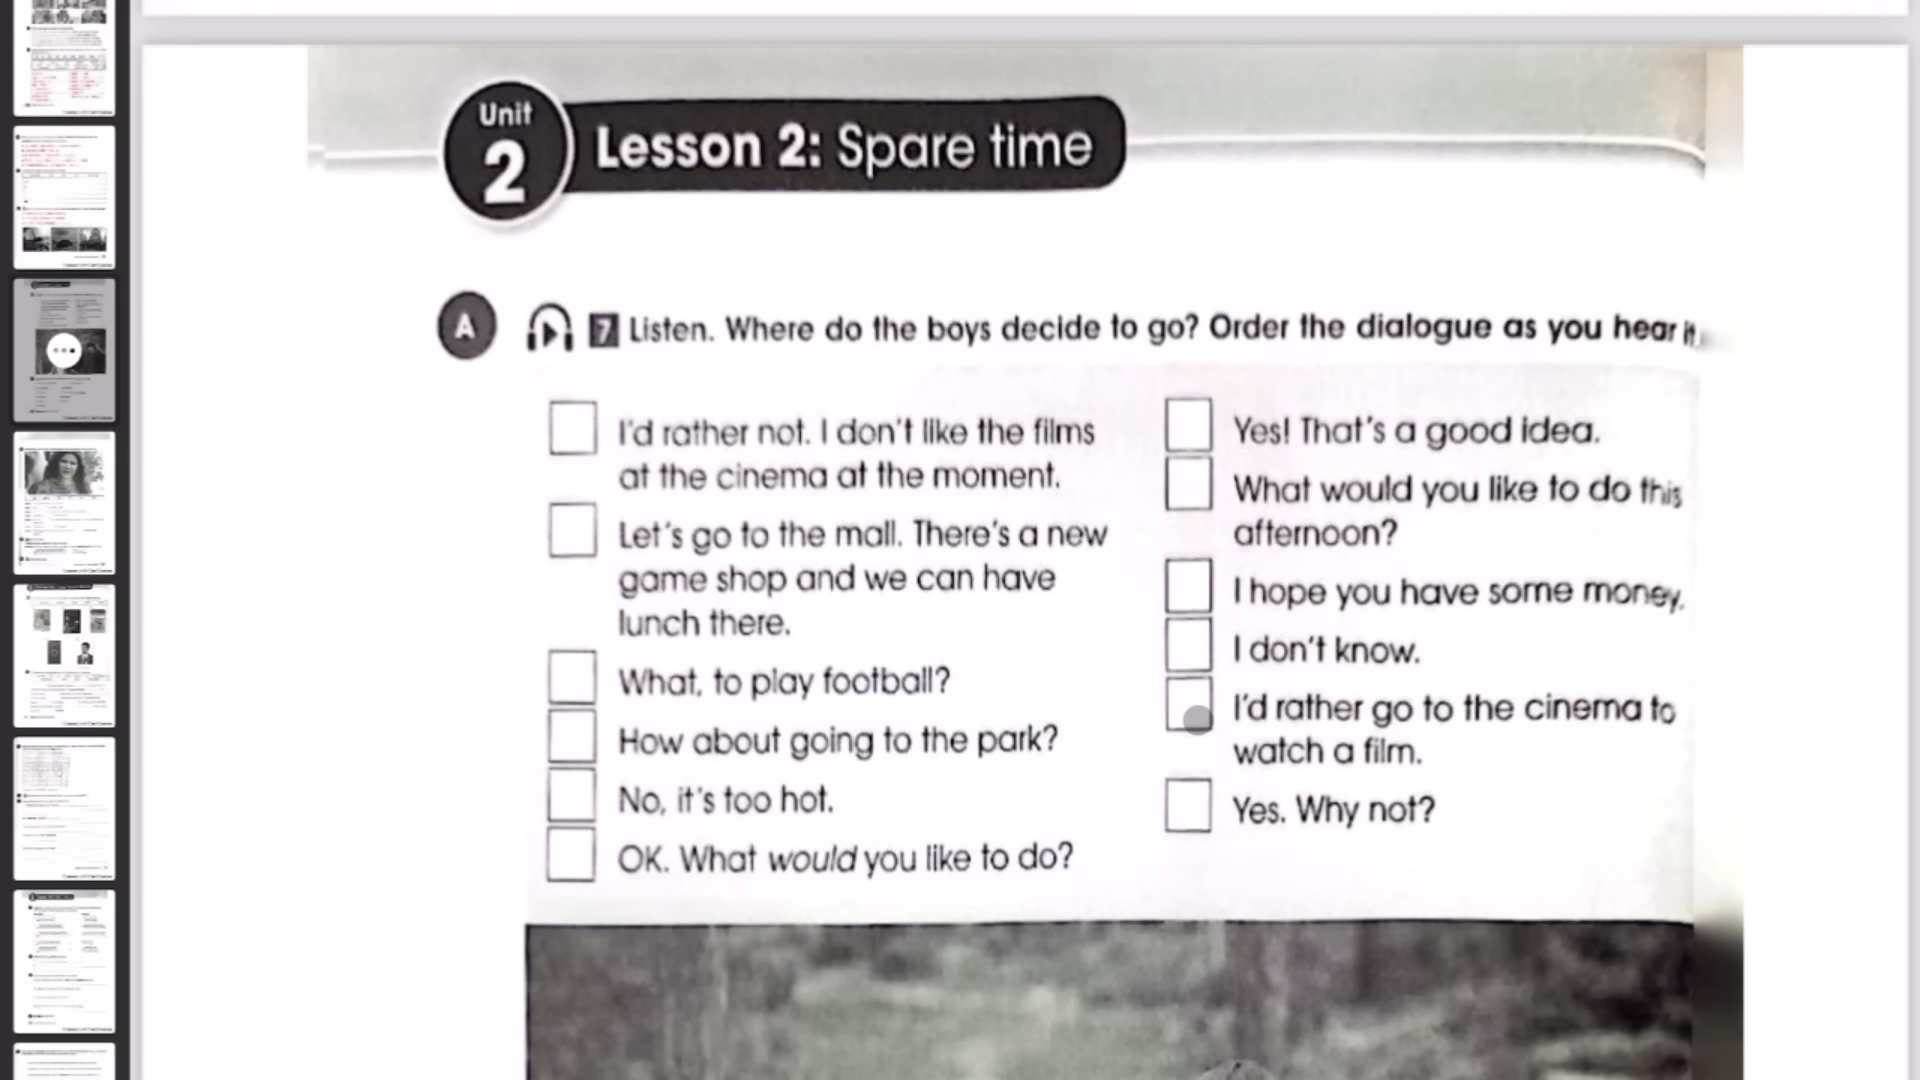 Unit
2
Lesson 2: Spare time
A
7 Listen. Where do the boys decide to go? Order the dialogue as you hear it.
I'd rather not. I don't like the films
at the cinema at the moment.
Let's go to the mall. There's a new
game shop and we can have
lunch there.
What, to play football?
How about going to the park?
No, it's too hot.
OK. What would you like to do?
Yes! That's a good idea.
What would you like to do this
afternoon?
I hope you have some money.
I don't know.
I'd rather go to the cinema to
watch a film.
Yes. Why not?